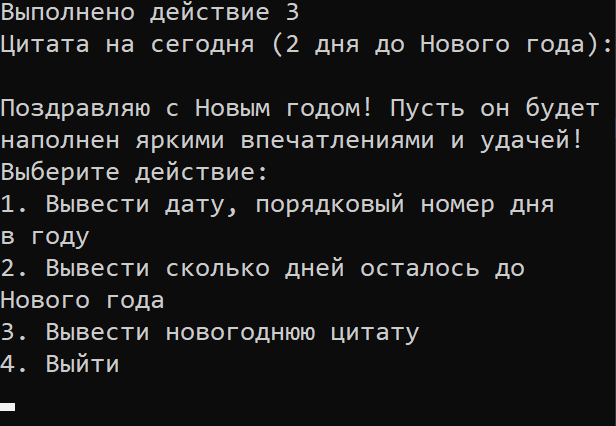 Выполнено действие 3
Цитата на сегодня (2 дня до Нового года):
Поздравляю с Новым годом! Пусть он будет
наполнен яркими впечатлениями и удачей!
Выберите действие:
1. Вывести дату, порядковый номер дня
в году
2. Вывести сколько дней осталось до
Нового года
3. Вывести новогоднюю цитату
4. Выйти